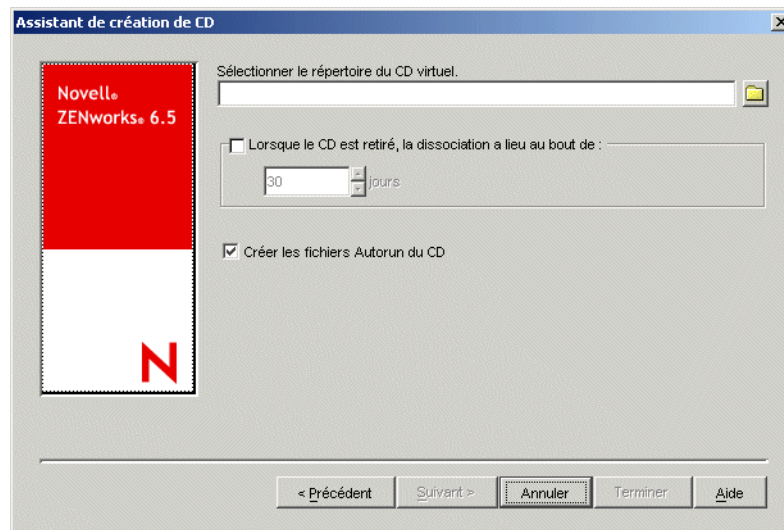 Assistant de création de CD
Novell®
ZENworks® 6.5
N
Sélectionner le répertoire du CD virtuel.
Lorsque le CD est retiré, la dissociation a lieu au bout de :
30 jours
Créer les fichiers Autorun du CD
< Précédent
Suivant >
Annuler
Terminer
Aide